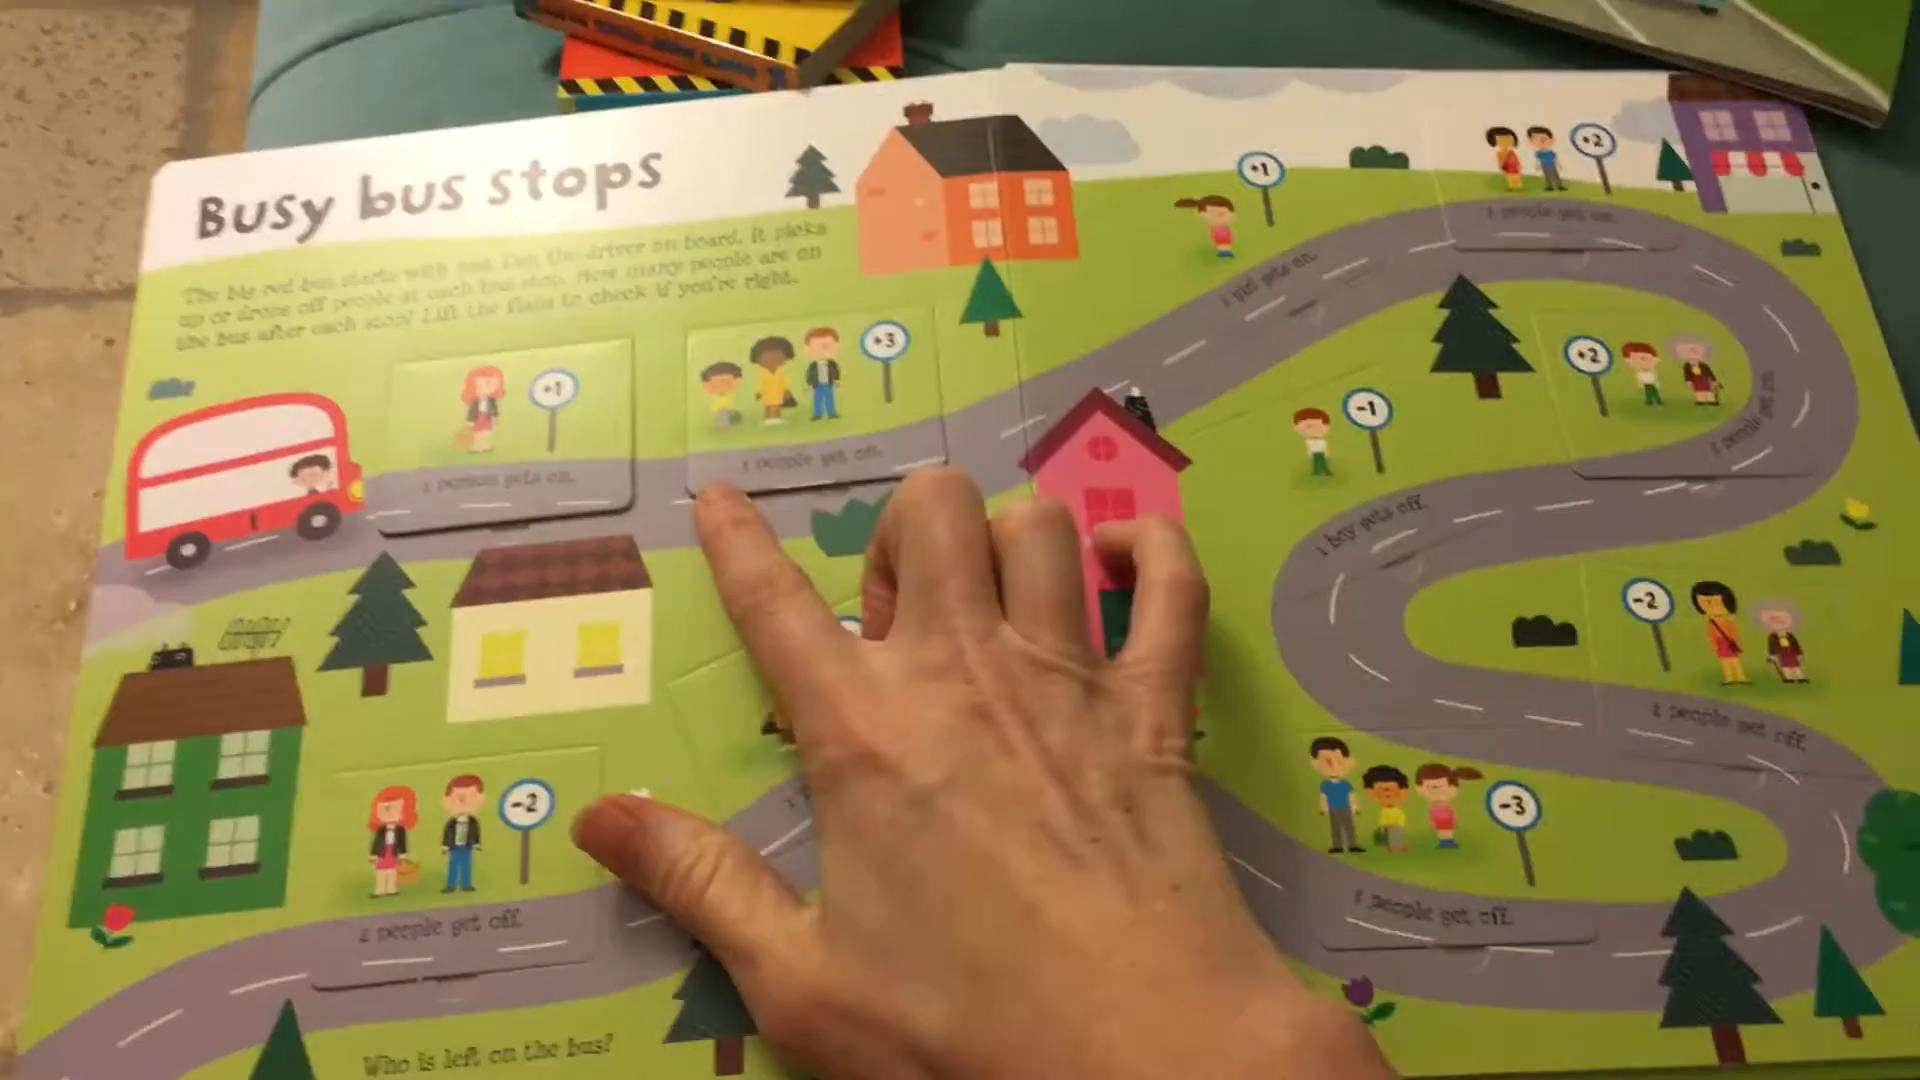 Busy bus stops
The big red bus starts with just Dan the driver on board. It picks
up or drops off people at each bus stop. How many people are on
the bus after each stop? Lift the flaps to check if you're right.
+1
+2
+1
+3
1 person gets on.
3 people get on.
1 girl gets on.
2 people get on.
+2
2 people get on.
-1
1 boy gets off.
-2
2 people get off.
-3
3 people get off.
-2
2 people get off.
1
Who is left on the bus?